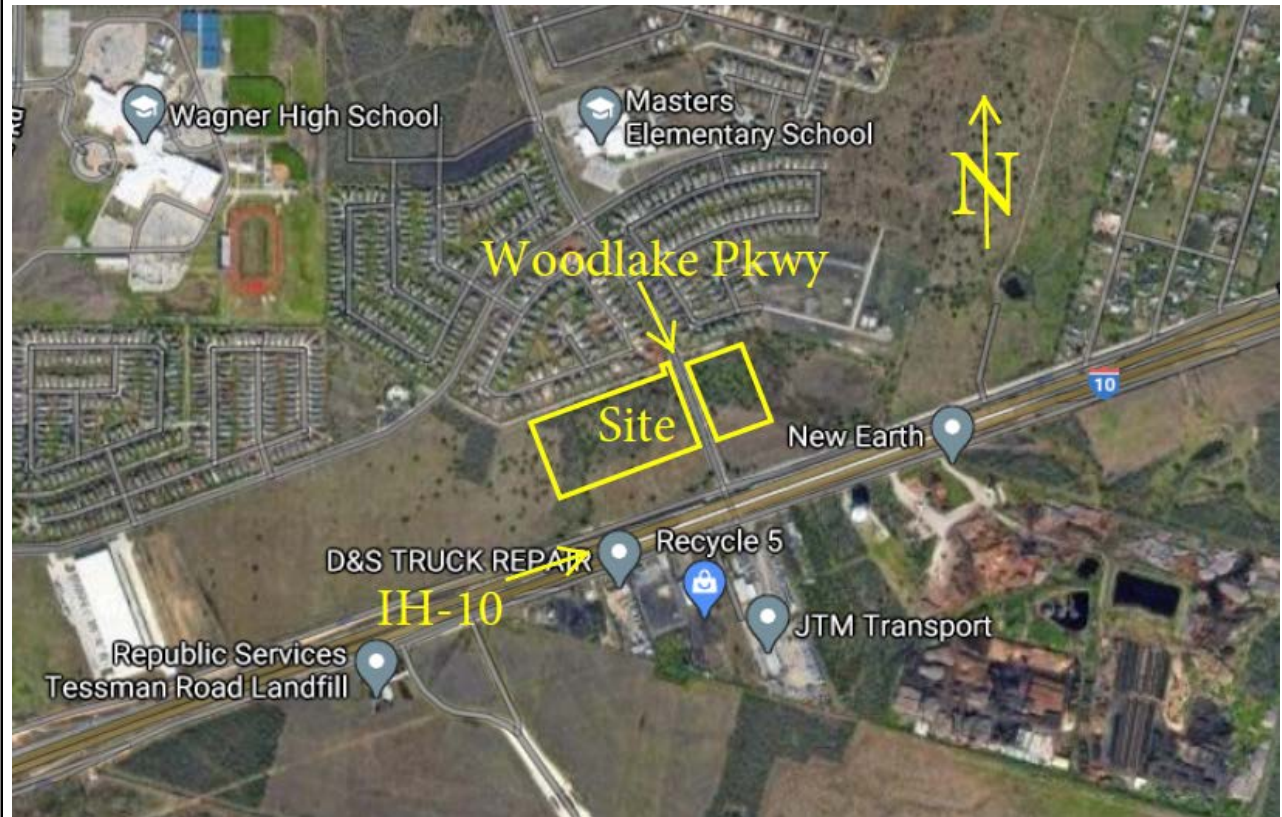 Wagner High School
Masters
Elementary School
N
Woodlake Pkwy
10
Site
New Earth
D&S TRUCK REPAIR
Recycle 5
IH-10
JTM Transport
Republic Services
Tessman Road Landfill